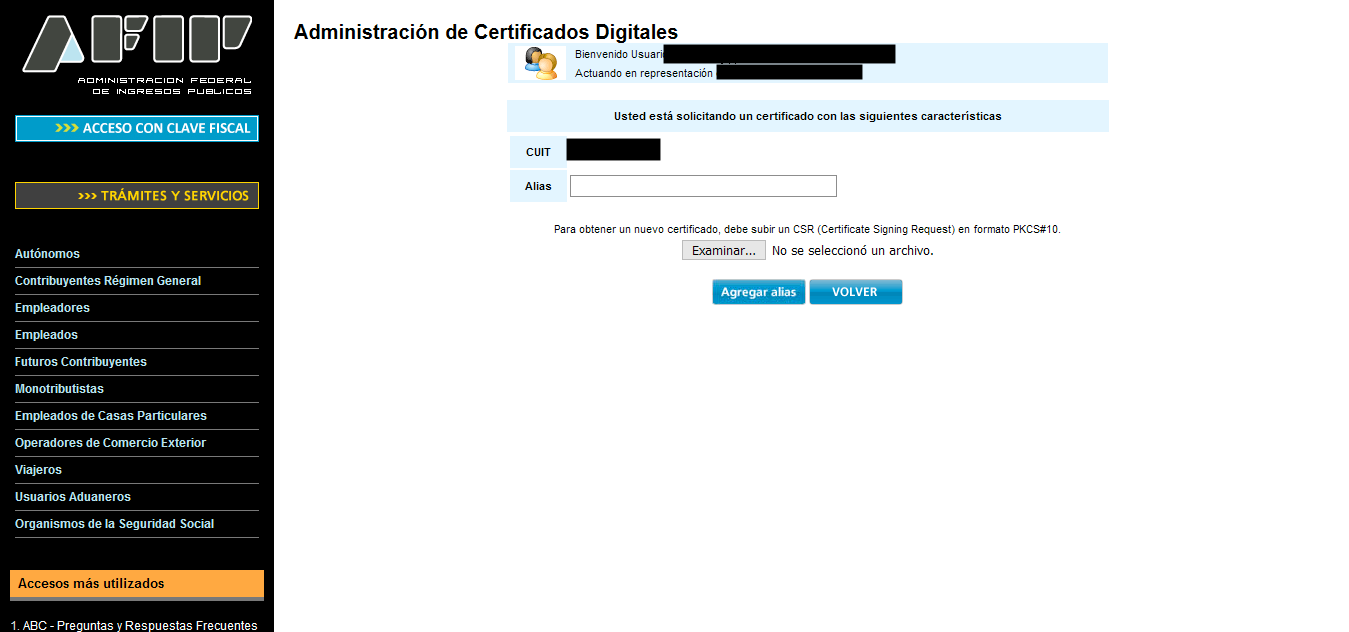 AFIP
ADMINISTRACION FEDERAL
DE INGRESOS PUBLICOS
>>> ACCESO CON CLAVE FISCAL
>>> TRÁMITES Y SERVICIOS
Autónomos
Contribuyentes Régimen General
Empleadores
Empleados
Futuros Contribuyentes
Monotributistas
Empleados de Casas Particulares
Operadores de Comercio Exterior
Viajeros
Usuarios Aduaneros
Organismos de la Seguridad Social
Accesos más utilizados
1. ABC - Preguntas y Respuestas Frecuentes
Administración de Certificados Digitales
Bienvenido Usuari
Actuando en representación
Usted está solicitando un certificado con las siguientes características
CUIT
Alias
Para obtener un nuevo certificado, debe subir un CSR (Certificate Signing Request) en formato PKCS#10.
Examinar... No se seleccionó un archivo.
Agregar alias VOLVER